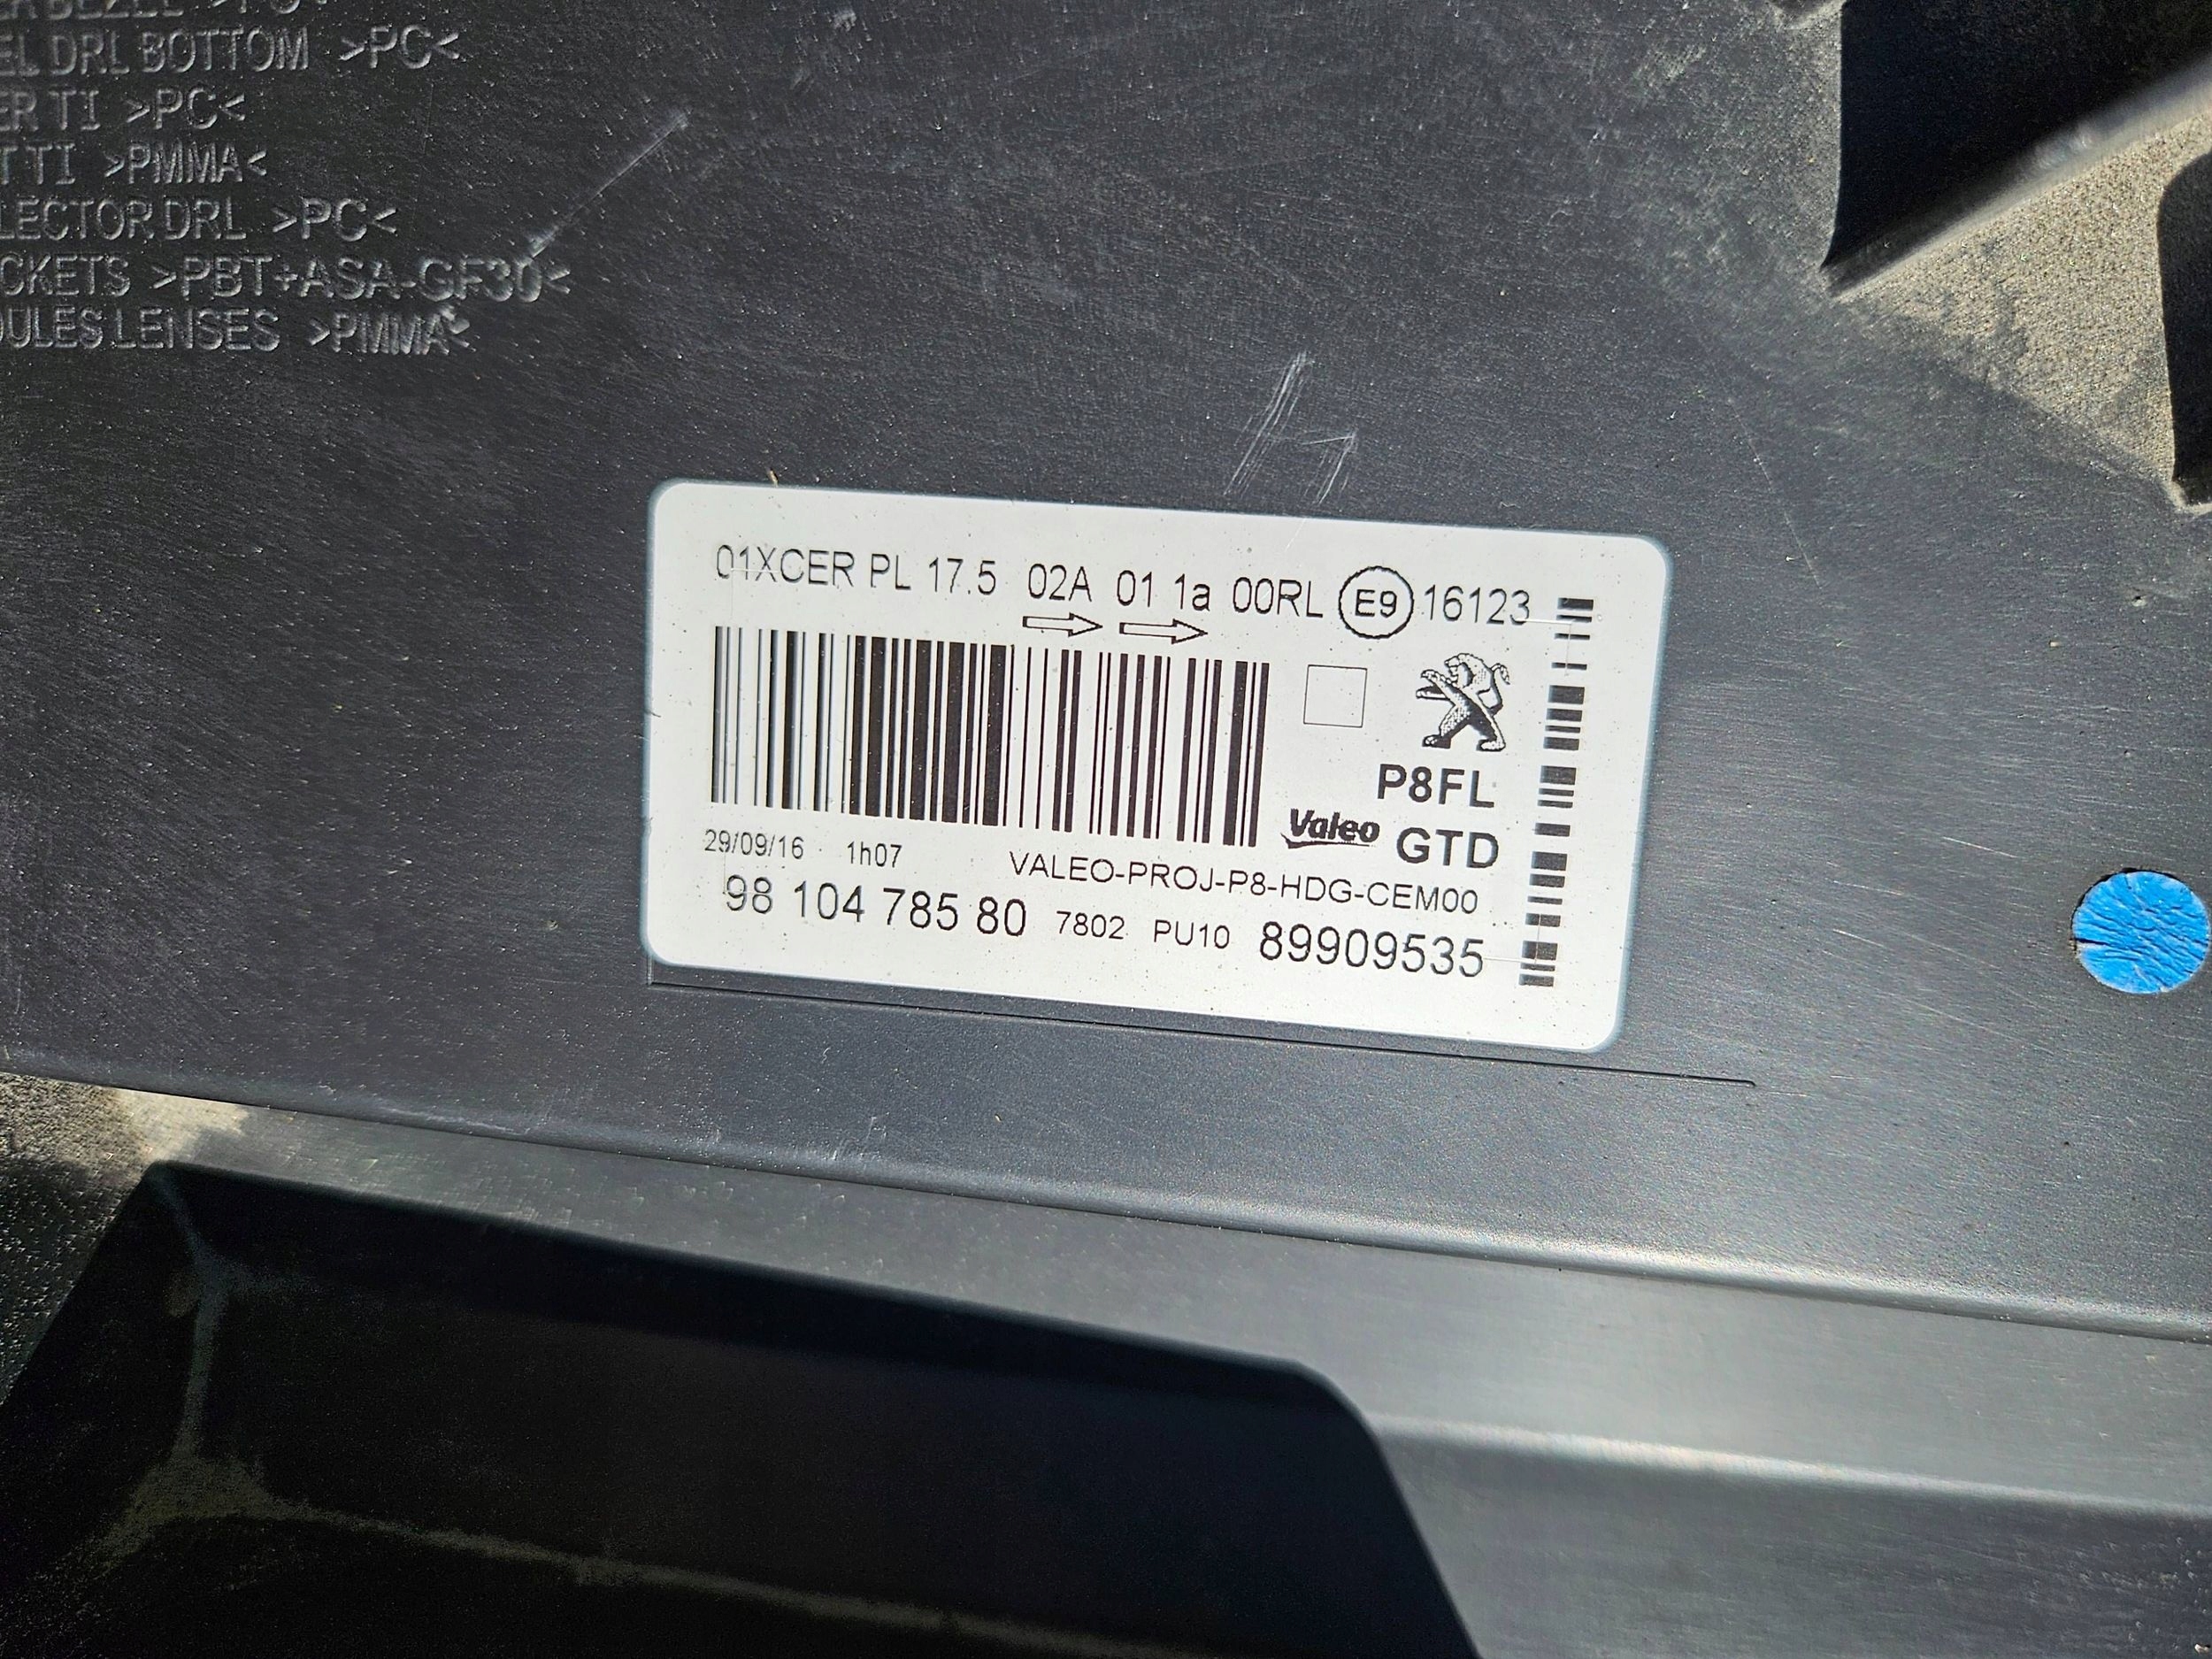 EL DRL BOTTOM >PC<
ER TI >PC<
T TI >PMMA<
LECTOR DRL >PC<
CKETS >PBT+ASA-GF30<
DULES LENSES >PMMA<
01XCER PL 17.5 02A 01 1a 00RL E9 16123
P8FL
Valeo GTD
29/09/16 1h07 VALEO-PROJ-P8-HDG-CEM00
98 104 785 80 7802 PU10 89909535